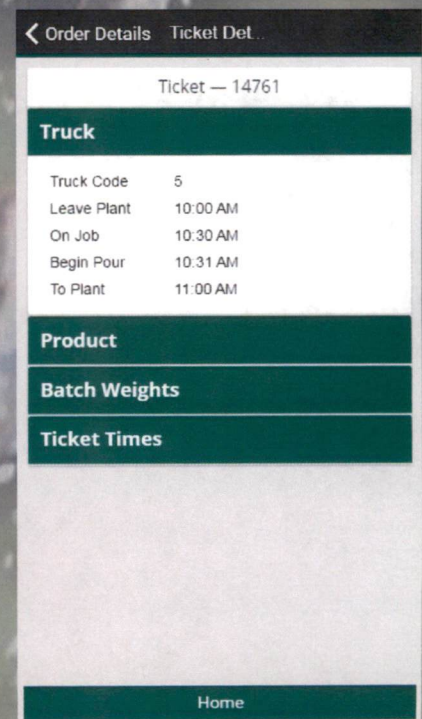 Order Details Ticket Det...
Ticket — 14761
Truck
Truck Code 5
Leave Plant 10:00 AM
On Job 10:30 AM
Begin Pour 10:31 AM
To Plant 11:00 AM
Product
Batch Weights
Ticket Times
Home